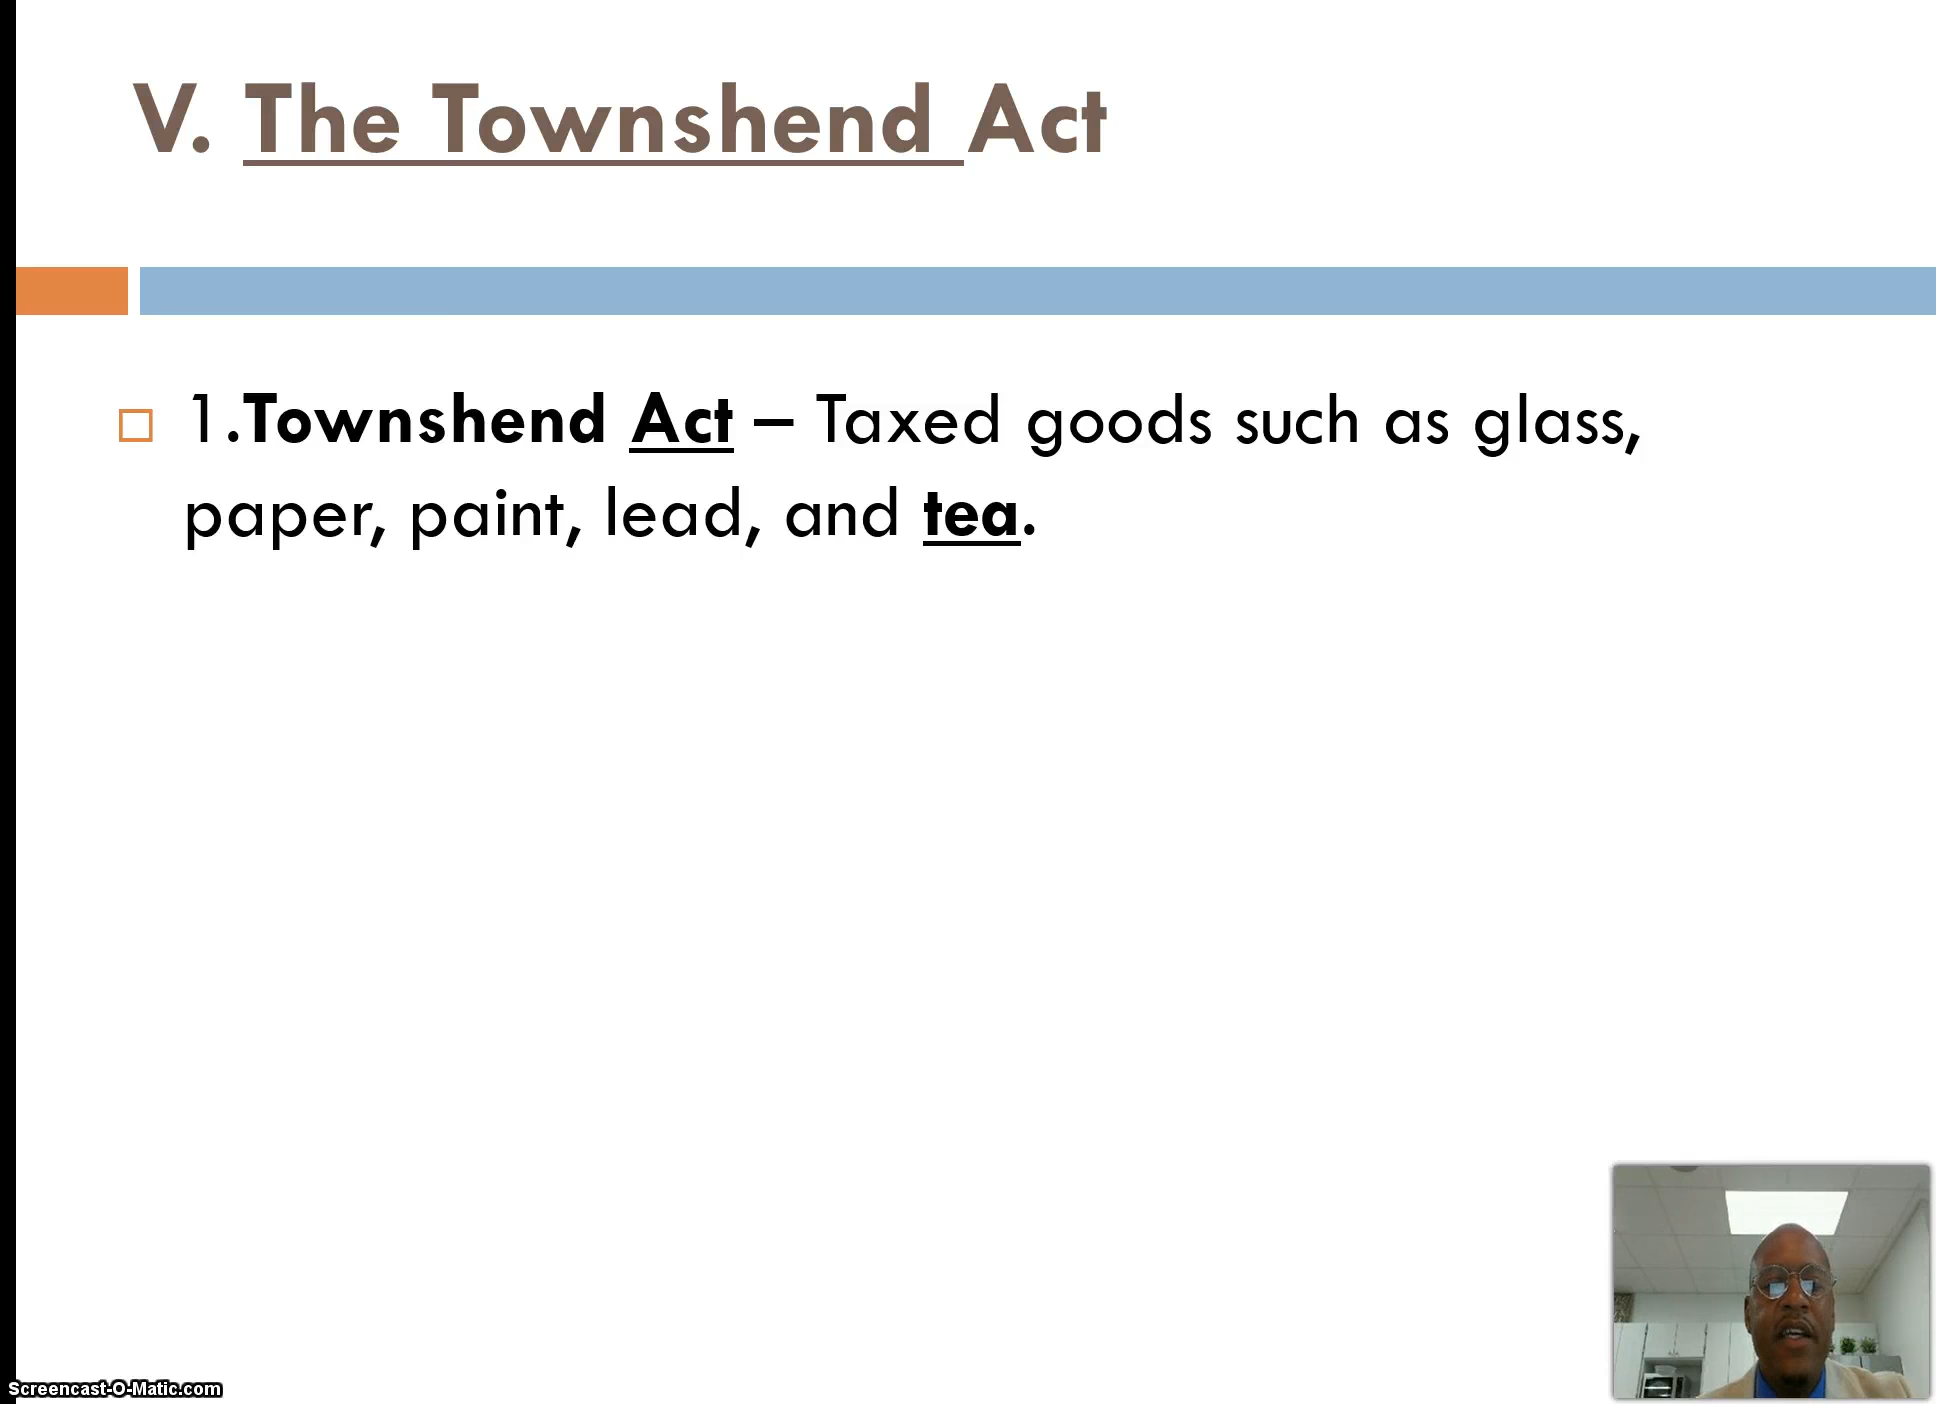 V. The Townshend Act
1.Townshend Act – Taxed goods such as glass,
paper, paint, lead, and tea.
Screencast-O-Matic.com